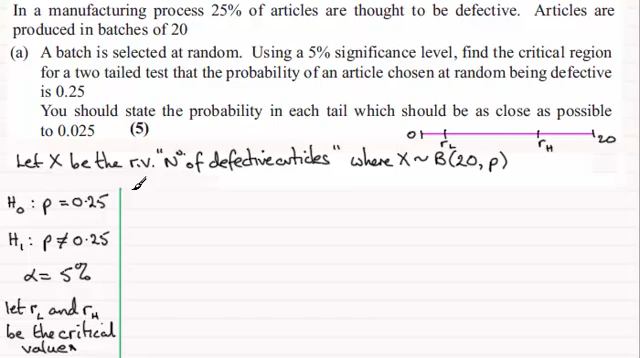 In a manufacturing process 25% of articles are thought to be defective. Articles are
produced in batches of 20
(a) A batch is selected at random. Using a 5% significance level, find the critical region
for a two tailed test that the probability of an article chosen at random being defective
is 0.25
You should state the probability in each tail which should be as close as possible
to 0.025 (5)
0 r_L r_H 20
Let X be the r.v. "Nº of defective articles" where X ~ B(20, p)
H₀ : p = 0.25
H₁ : p ≠ 0.25
α = 5%
let r_L and r_H
be the critical
values